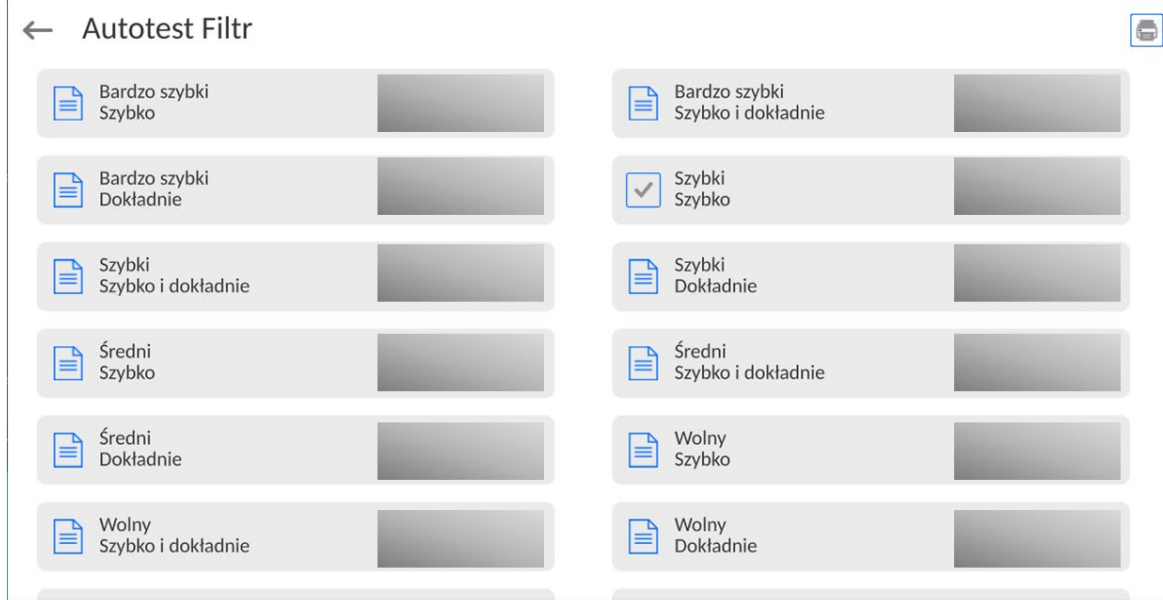 Autotest Filtr
Bardzo szybki
Szybko
Bardzo szybki
Szybko i dokładnie
Bardzo szybki
Dokładnie
Szybki
Szybko
Szybki
Szybko i dokładnie
Szybki
Dokładnie
Średni
Szybko
Średni
Szybko i dokładnie
Średni
Dokładnie
Wolny
Szybko
Wolny
Szybko i dokładnie
Wolny
Dokładnie